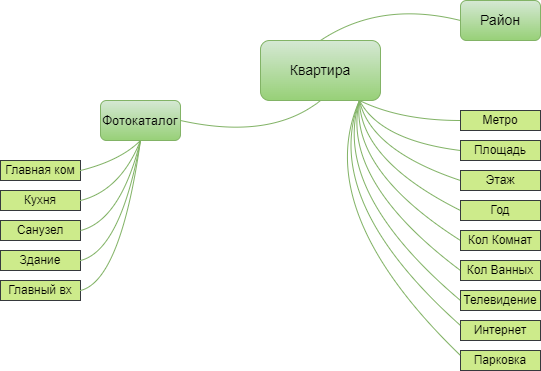 Район
Квартира
Фотокаталог
Главная ком
Кухня
Санузел
Здание
Главный вх
Метро
Площадь
Этаж
Год
Кол Комнат
Кол Ванных
Телевидение
Интернет
Парковка